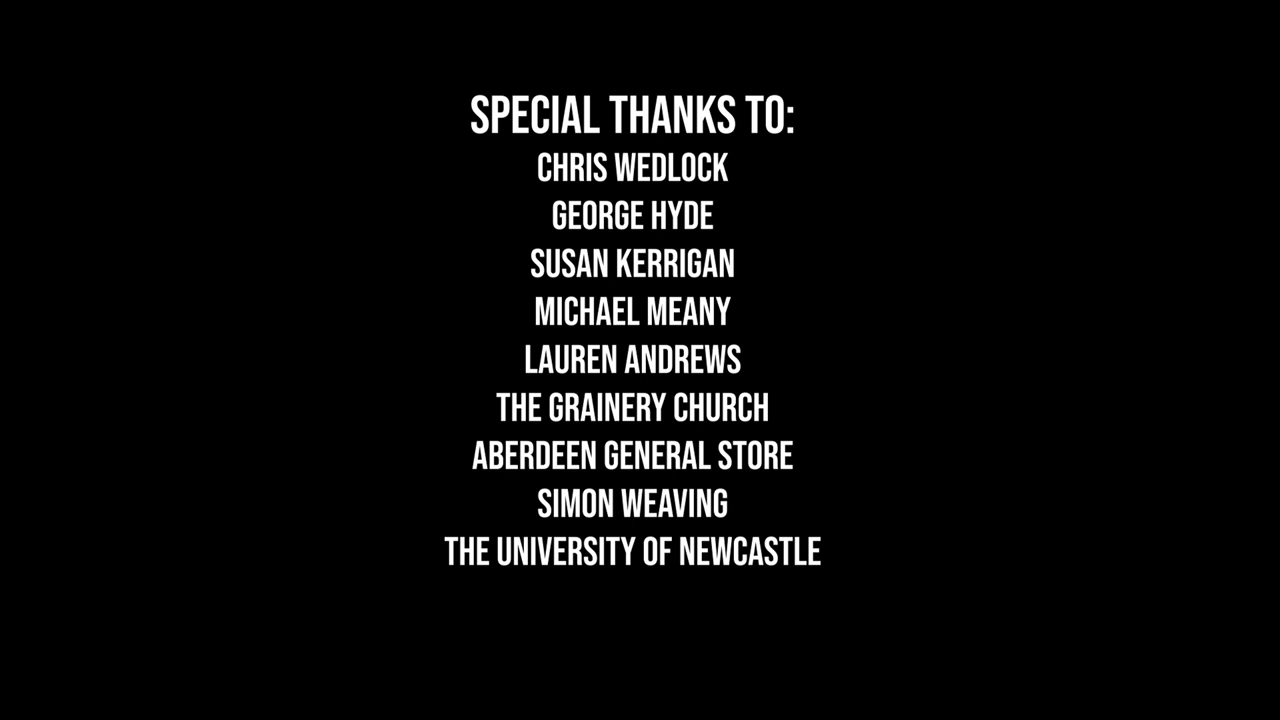 SPECIAL THANKS TO:
CHRIS WEDLOCK
GEORGE HYDE
SUSAN KERRIGAN
MICHAEL MEANY
LAUREN ANDREWS
THE GRAINERY CHURCH
ABERDEEN GENERAL STORE
SIMON WEAVING
THE UNIVERSITY OF NEWCASTLE